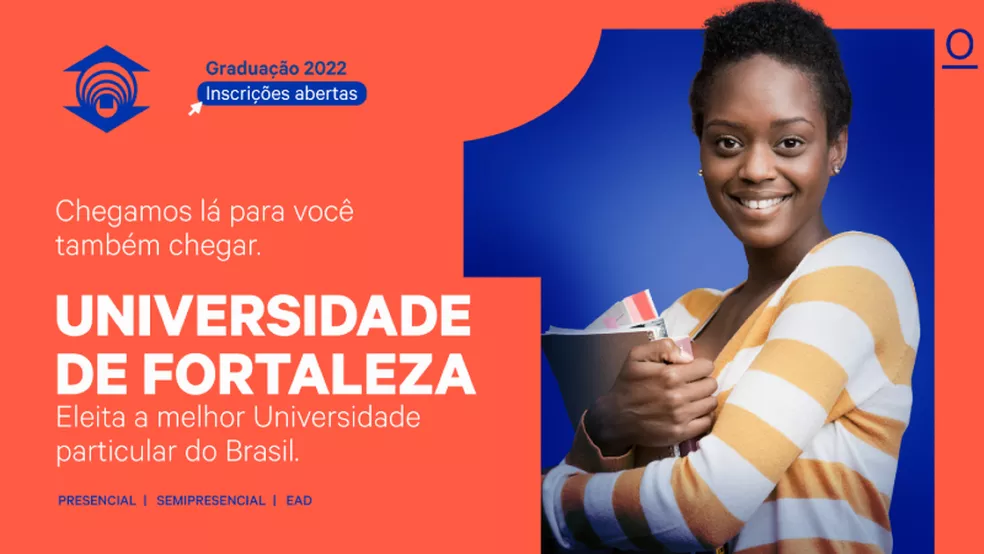 Graduação 2022
Inscrições abertas
1º
Chegamos lá para você
também chegar.
UNIVERSIDADE
DE FORTALEZA
Eleita a melhor Universidade
particular do Brasil.
PRESENCIAL | SEMIPRESENCIAL | EAD